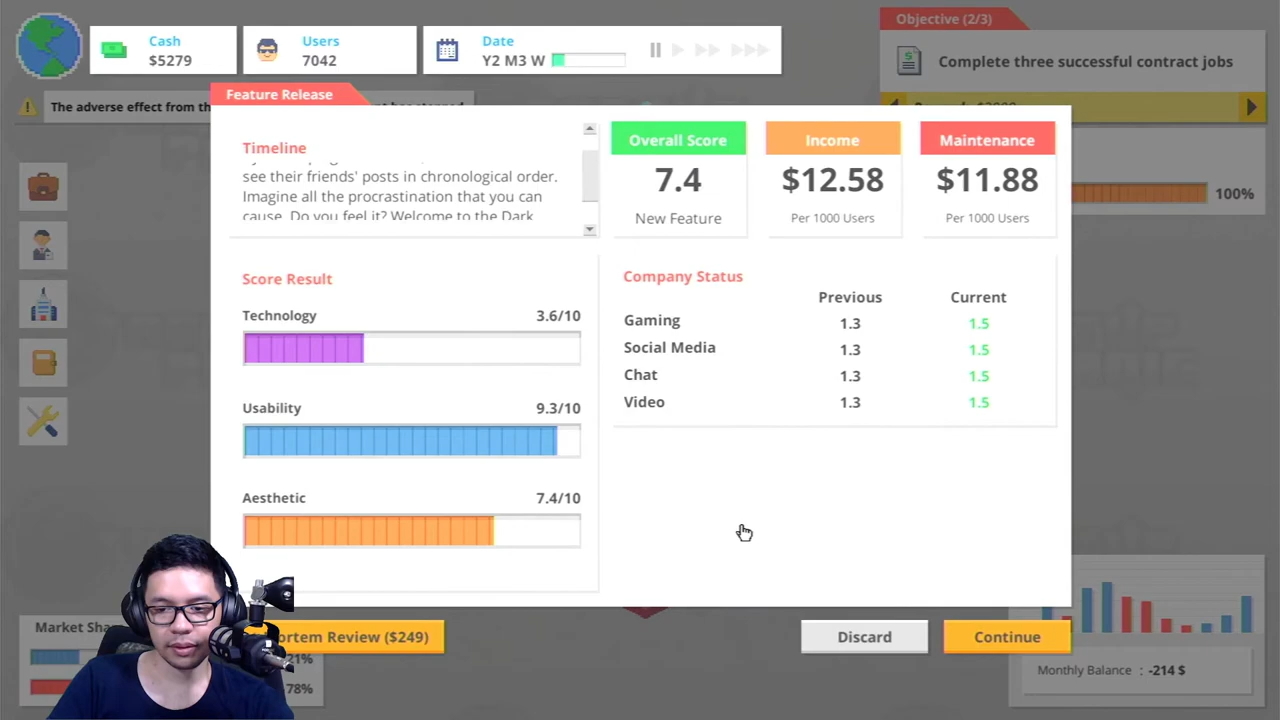 Cash
$5279
Users
7042
Date
Y2 M3 W
Objective (2/3)
Complete three successful contract jobs
The adverse effect from th
Feature Release
Timeline
see their friends' posts in chronological order.
Imagine all the procrastination that you can
cause. Do you feel it? Welcome to the Dark
Overall Score
7.4
New Feature
Income
$12.58
Per 1000 Users
Maintenance
$11.88
Per 1000 Users
100%
Score Result
Technology 3.6/10
Usability 9.3/10
Aesthetic 7.4/10
Company Status
Previous Current
Gaming 1.3 1.5
Social Media 1.3 1.5
Chat 1.3 1.5
Video 1.3 1.5
Market Sha
21%
78%
ortem Review ($249)
Discard
Continue
Monthly Balance : -214 $